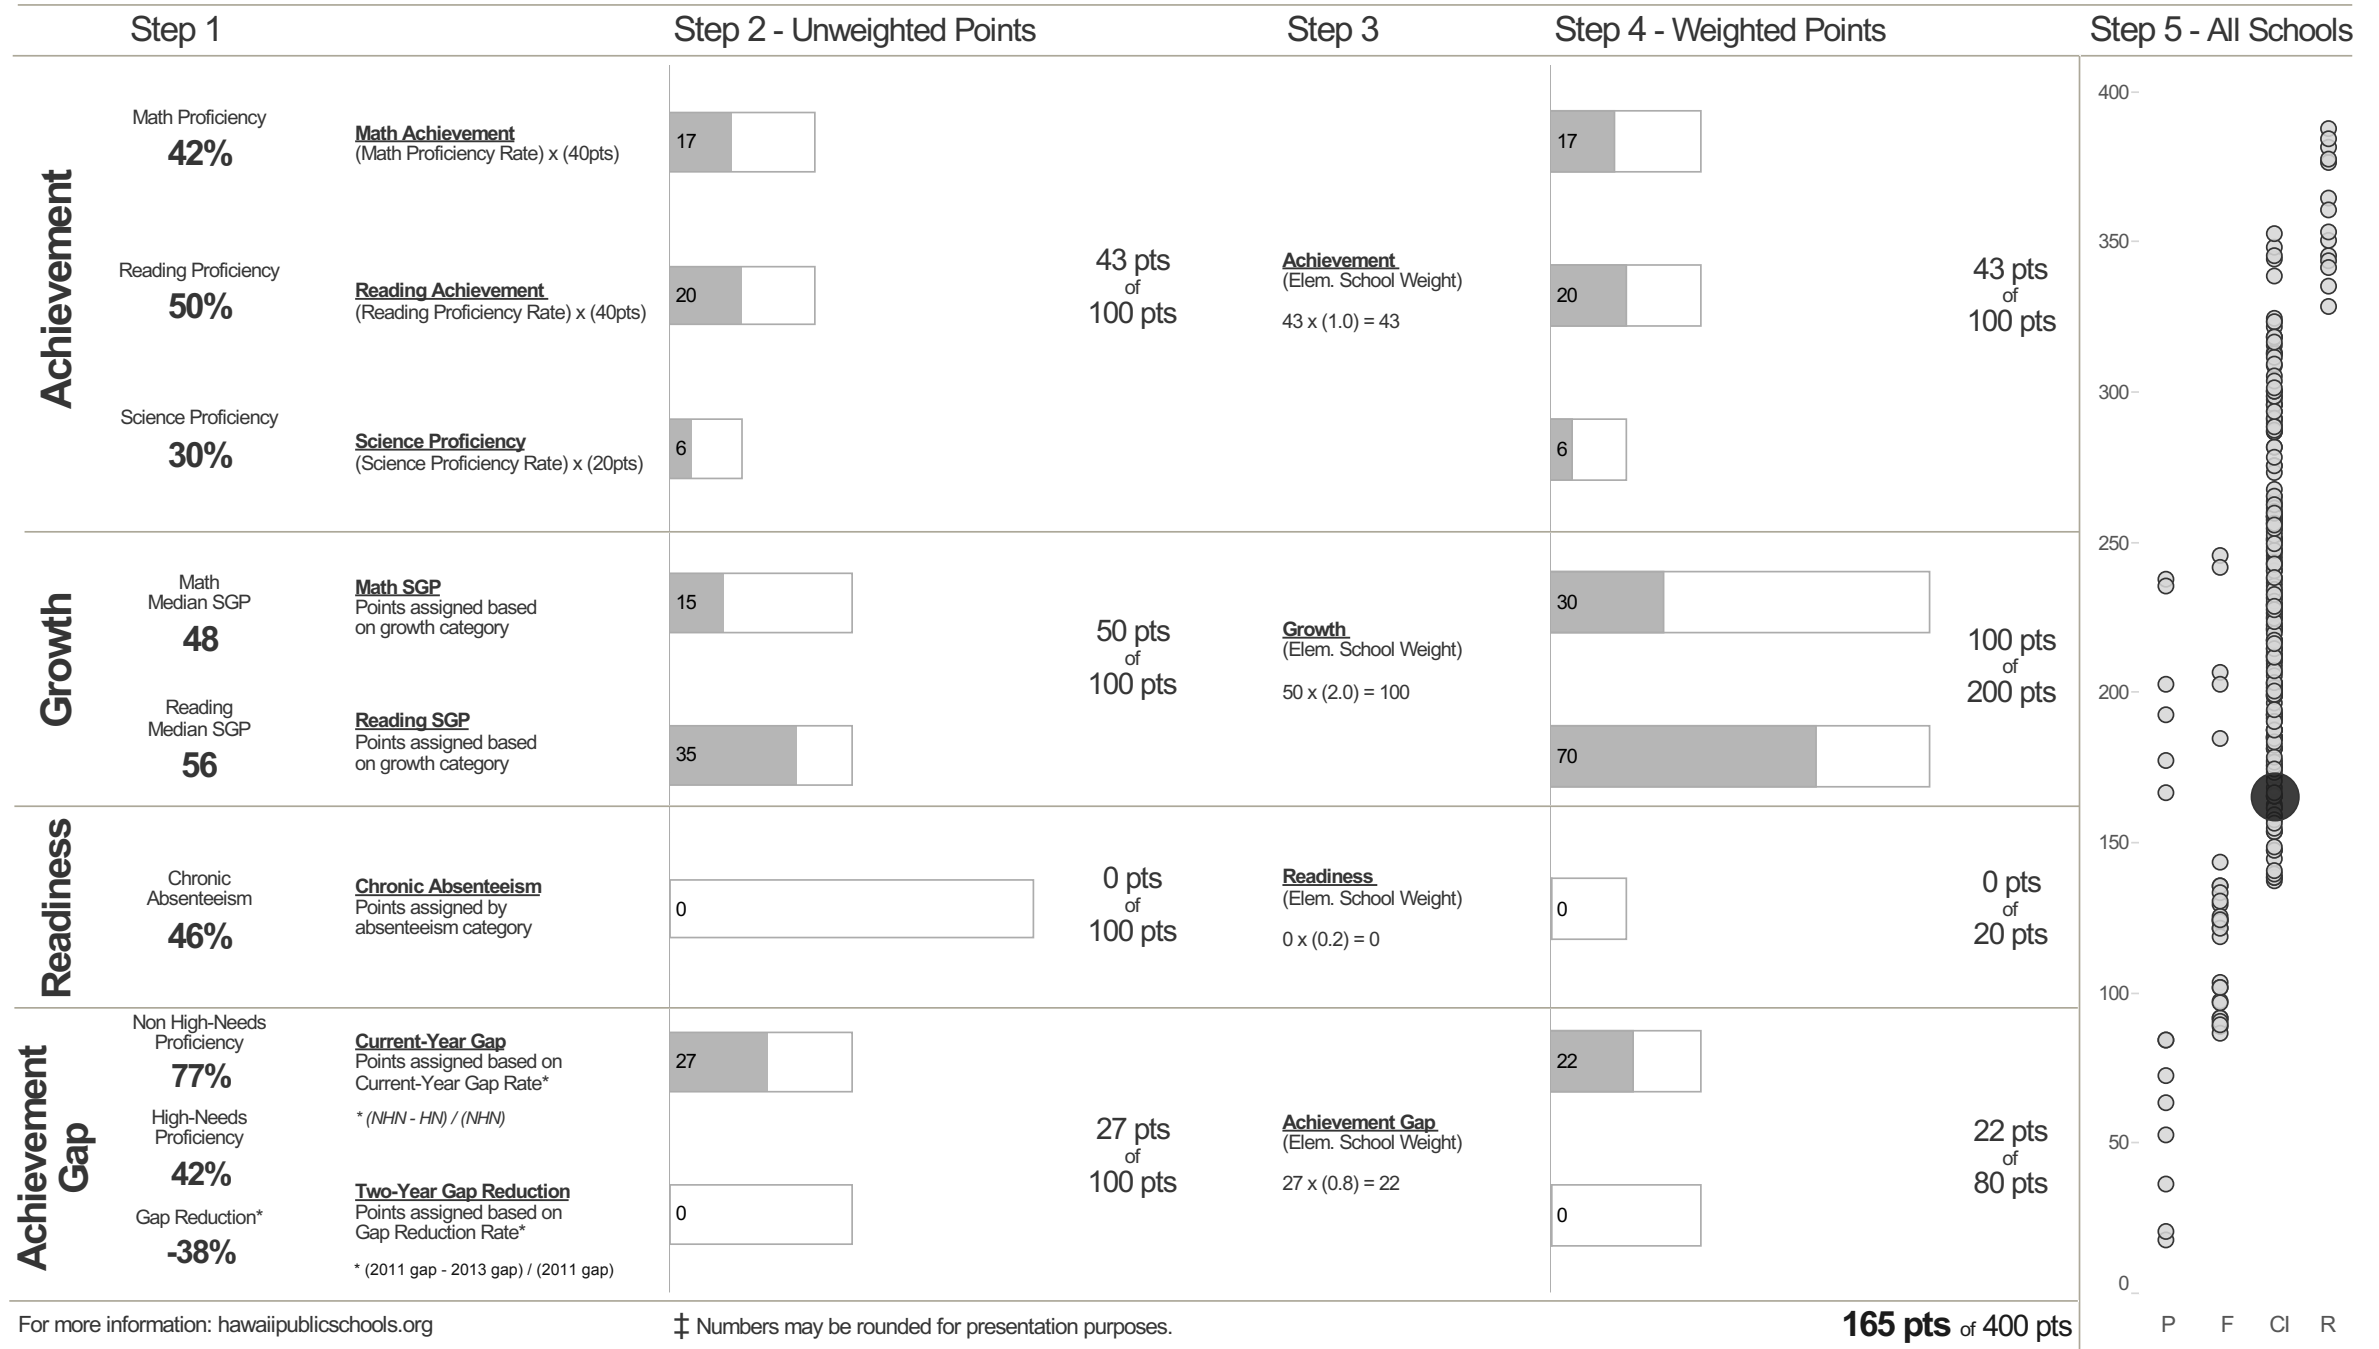 Step 1
Step 2 - Unweighted Points
Step 3
Step 4 - Weighted Points
Step 5 - All Schools
Achievement
Math Proficiency
42%
Math Achievement
(Math Proficiency Rate) x (40pts)
17
17
Reading Proficiency
50%
Reading Achievement
(Reading Proficiency Rate) x (40pts)
20
43 pts
of
100 pts
Achievement
(Elem. School Weight)
43 x (1.0) = 43
20
43 pts
of
100 pts
Science Proficiency
30%
Science Proficiency
(Science Proficiency Rate) x (20pts)
6
6
Growth
Math
Median SGP
48
Math SGP
Points assigned based
on growth category
15
50 pts
of
100 pts
Growth
(Elem. School Weight)
50 x (2.0) = 100
30
100 pts
of
200 pts
Reading
Median SGP
56
Reading SGP
Points assigned based
on growth category
35
70
Readiness
Chronic
Absenteeism
46%
Chronic Absenteeism
Points assigned by
absenteeism category
0
0 pts
of
100 pts
Readiness
(Elem. School Weight)
0 x (0.2) = 0
0
0 pts
of
20 pts
Achievement
Gap
Non High-Needs
Proficiency
77%
High-Needs
Proficiency
42%
Gap Reduction*
-38%
Current-Year Gap
Points assigned based on
Current-Year Gap Rate*
* (NHN - HN) / (NHN)
Two-Year Gap Reduction
Points assigned based on
Gap Reduction Rate*
* (2011 gap - 2013 gap) / (2011 gap)
27
0
27 pts
of
100 pts
Achievement Gap
(Elem. School Weight)
27 x (0.8) = 22
22
0
22 pts
of
80 pts
400
350
300
250
200
150
100
50
0
P F CI R
For more information: hawaiipublicschools.org
‡ Numbers may be rounded for presentation purposes.
165 pts of 400 pts